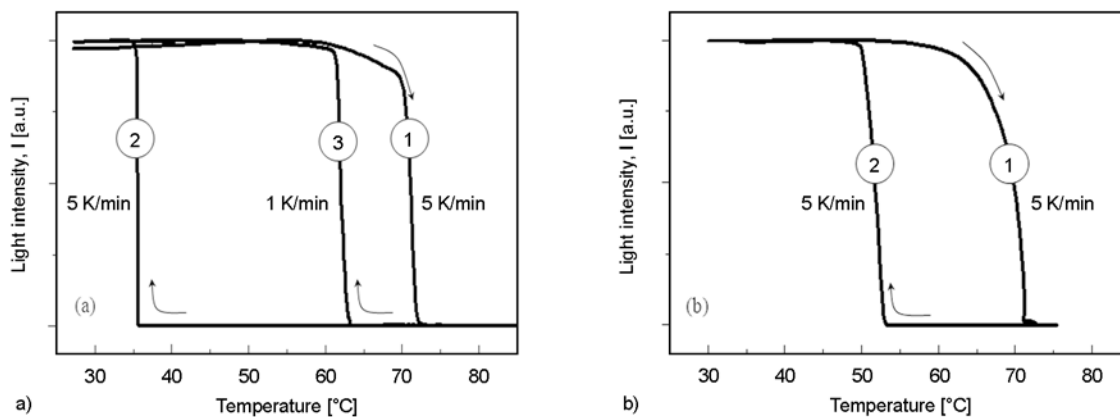 Light intensity, I [a.u.]
2
3
1
5 K/min
1 K/min
5 K/min
(a)
30
40
50
60
70
80
a)
Temperature [°C]
Light intensity, I [a.u.]
2
1
5 K/min
5 K/min
(b)
30
40
50
60
70
80
b)
Temperature [°C]